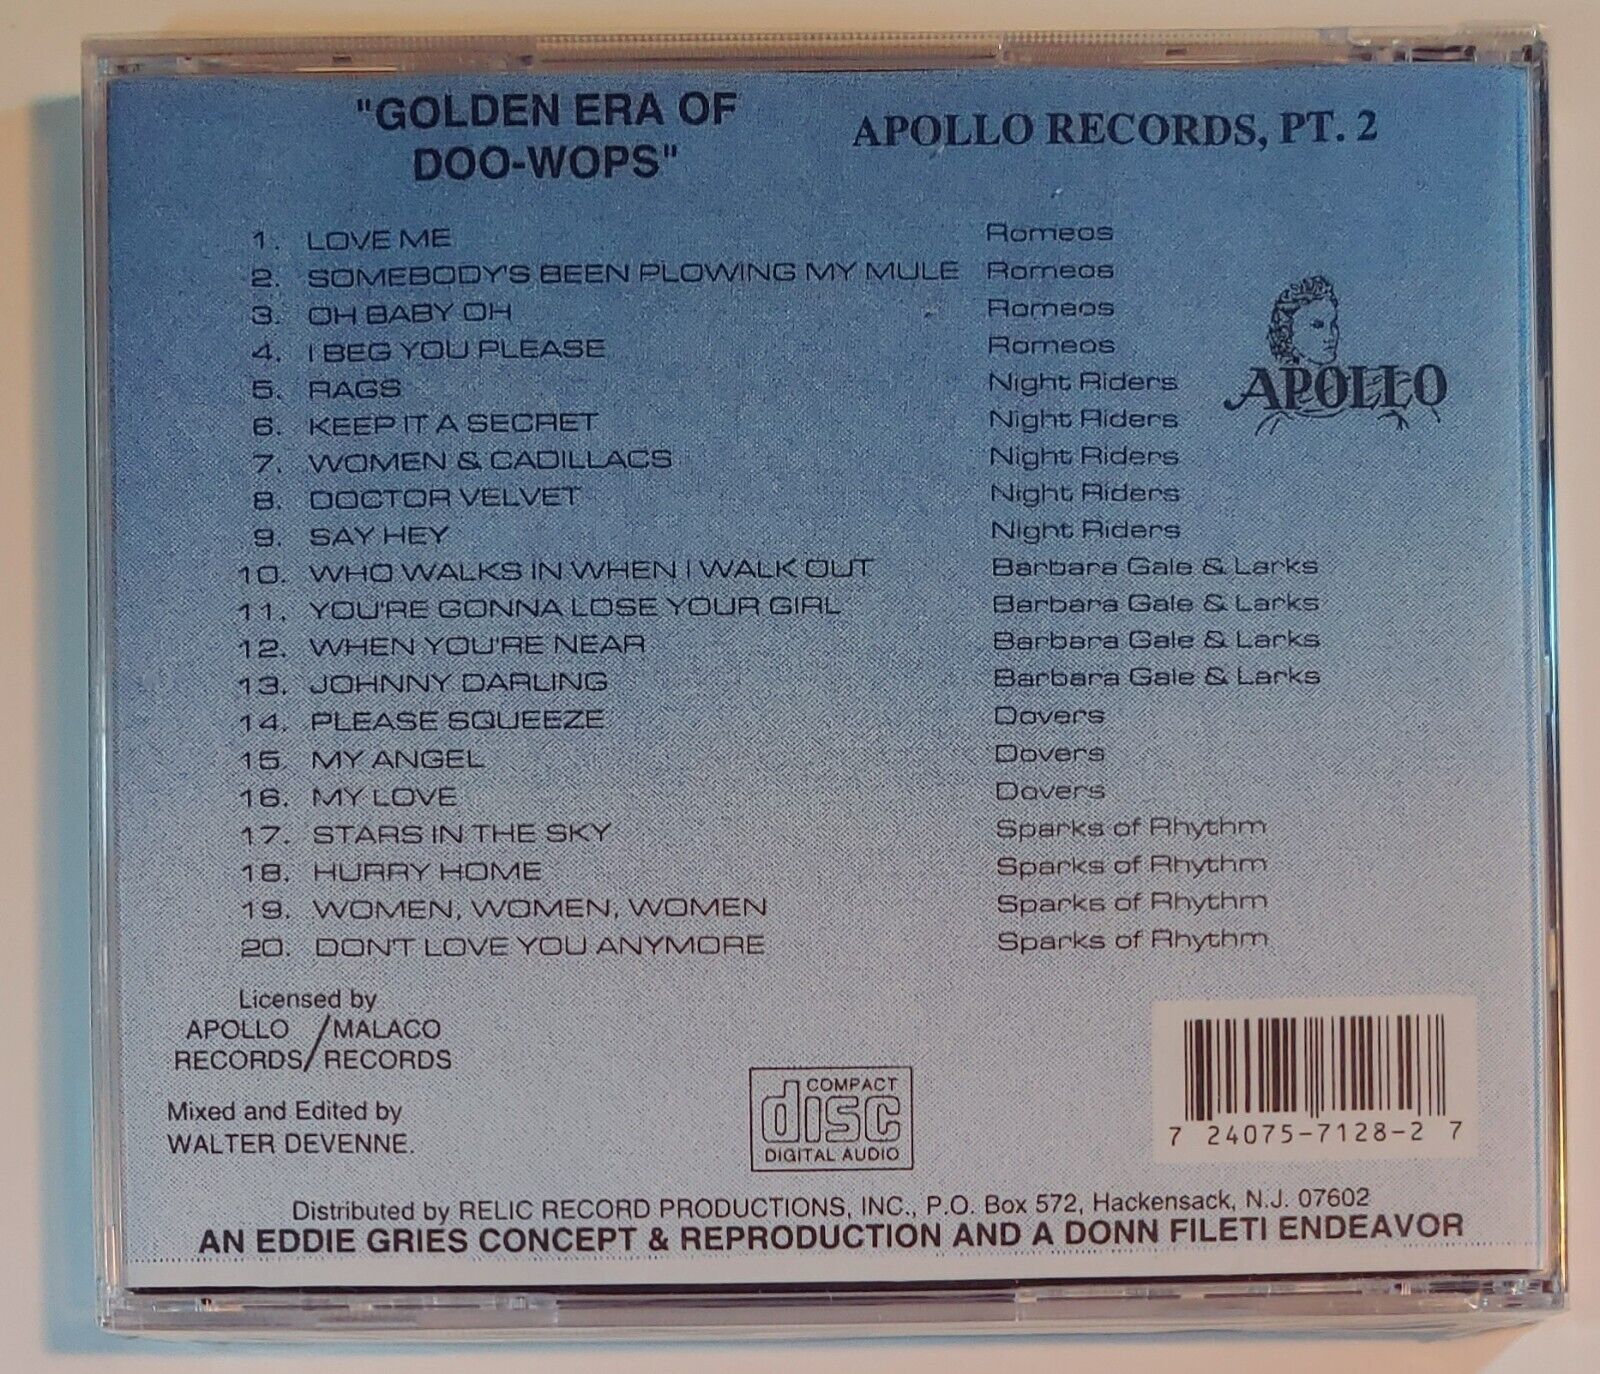 "GOLDEN ERA OF
DOO-WOPS"
APOLLO RECORDS, PT. 2
1. LOVE ME Romeos
2. SOMEBODY'S BEEN PLOWING MY MULE Romeos
3. OH BABY OH Romeos
4. I BEG YOU PLEASE Romeos
5. RAGS Night Riders
6. KEEP IT A SECRET Night Riders
7. WOMEN & CADILLACS Night Riders
8. DOCTOR VELVET Night Riders
9. SAY HEY Night Riders
10. WHO WALKS IN WHEN I WALK OUT Barbara Gale & Larks
11. YOU'RE GONNA LOSE YOUR GIRL Barbara Gale & Larks
12. WHEN YOU'RE NEAR Barbara Gale & Larks
13. JOHNNY DARLING Barbara Gale & Larks
14. PLEASE SQUEEZE Dovers
15. MY ANGEL Dovers
16. MY LOVE Dovers
17. STARS IN THE SKY Sparks of Rhythm
18. HURRY HOME Sparks of Rhythm
19. WOMEN, WOMEN, WOMEN Sparks of Rhythm
20. DON'T LOVE YOU ANYMORE Sparks of Rhythm
APOLLO
Licensed by
APOLLO / MALACO
RECORDS / RECORDS
Mixed and Edited by
WALTER DEVENNE.
COMPACT
disc
DIGITAL AUDIO
7 24075-7128-2 7
Distributed by RELIC RECORD PRODUCTIONS, INC., P.O. Box 572, Hackensack, N.J. 07602
AN EDDIE GRIES CONCEPT & REPRODUCTION AND A DONN FILETI ENDEAVOR